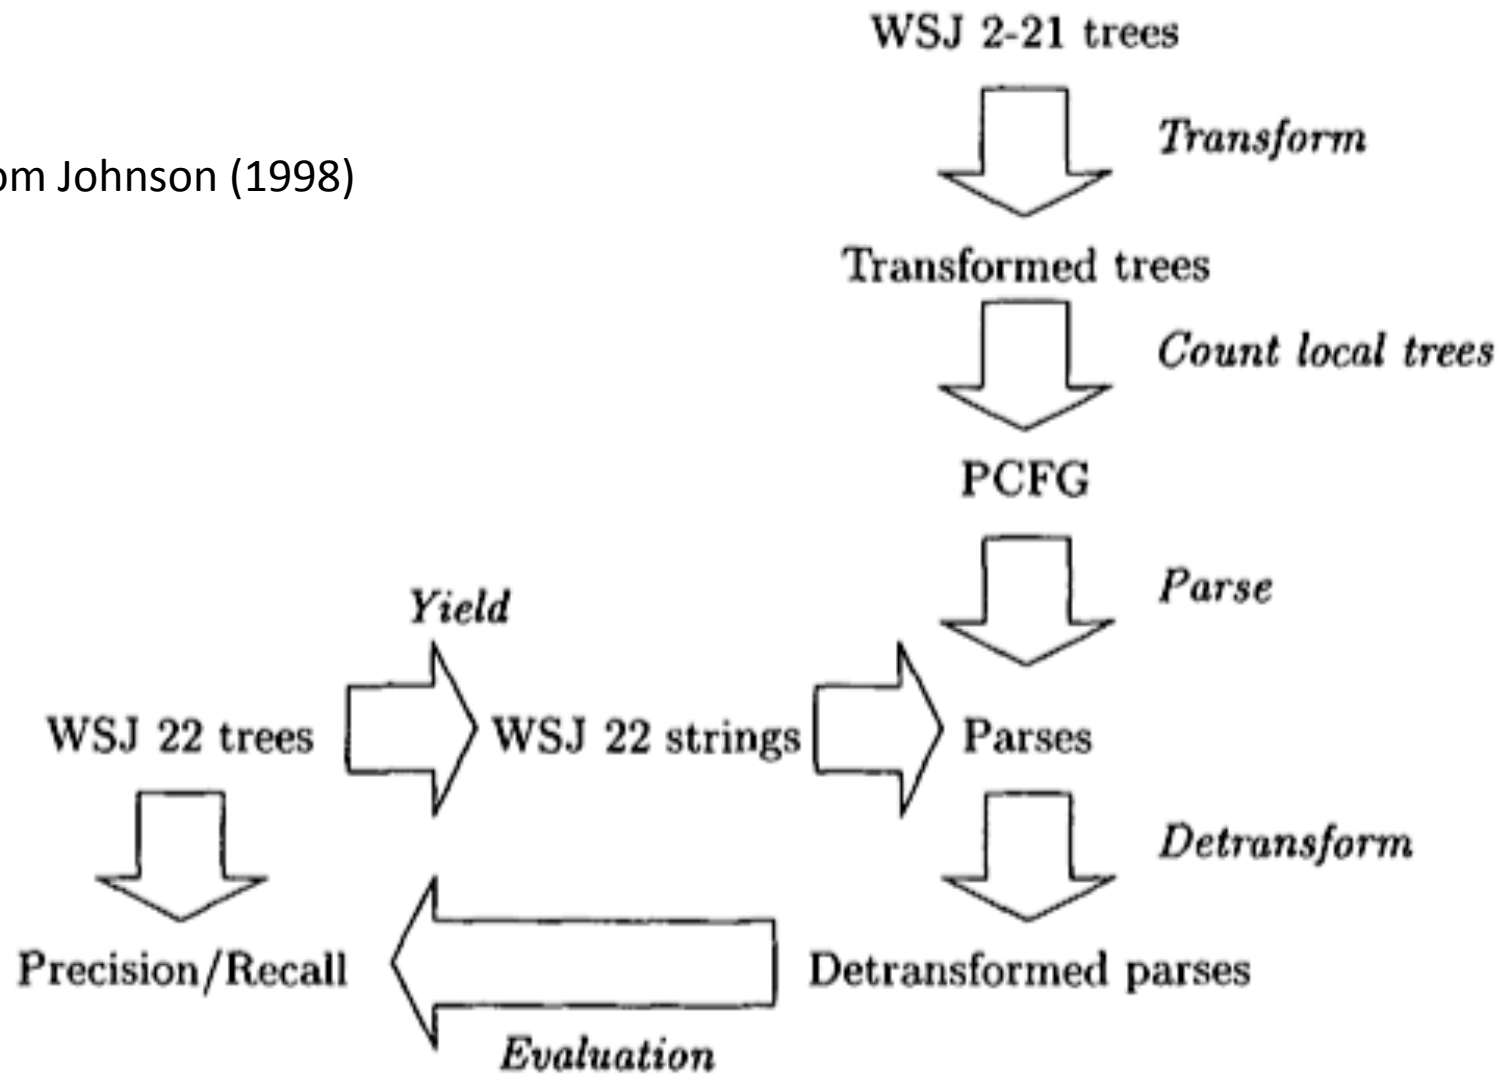 WSJ 2-21 trees
Transform
om Johnson (1998)
Transformed trees
Count local trees
PCFG
Parse
Yield
WSJ 22 trees
WSJ 22 strings
Parses
Detransform
Precision/Recall
Detransformed parses
Evaluation